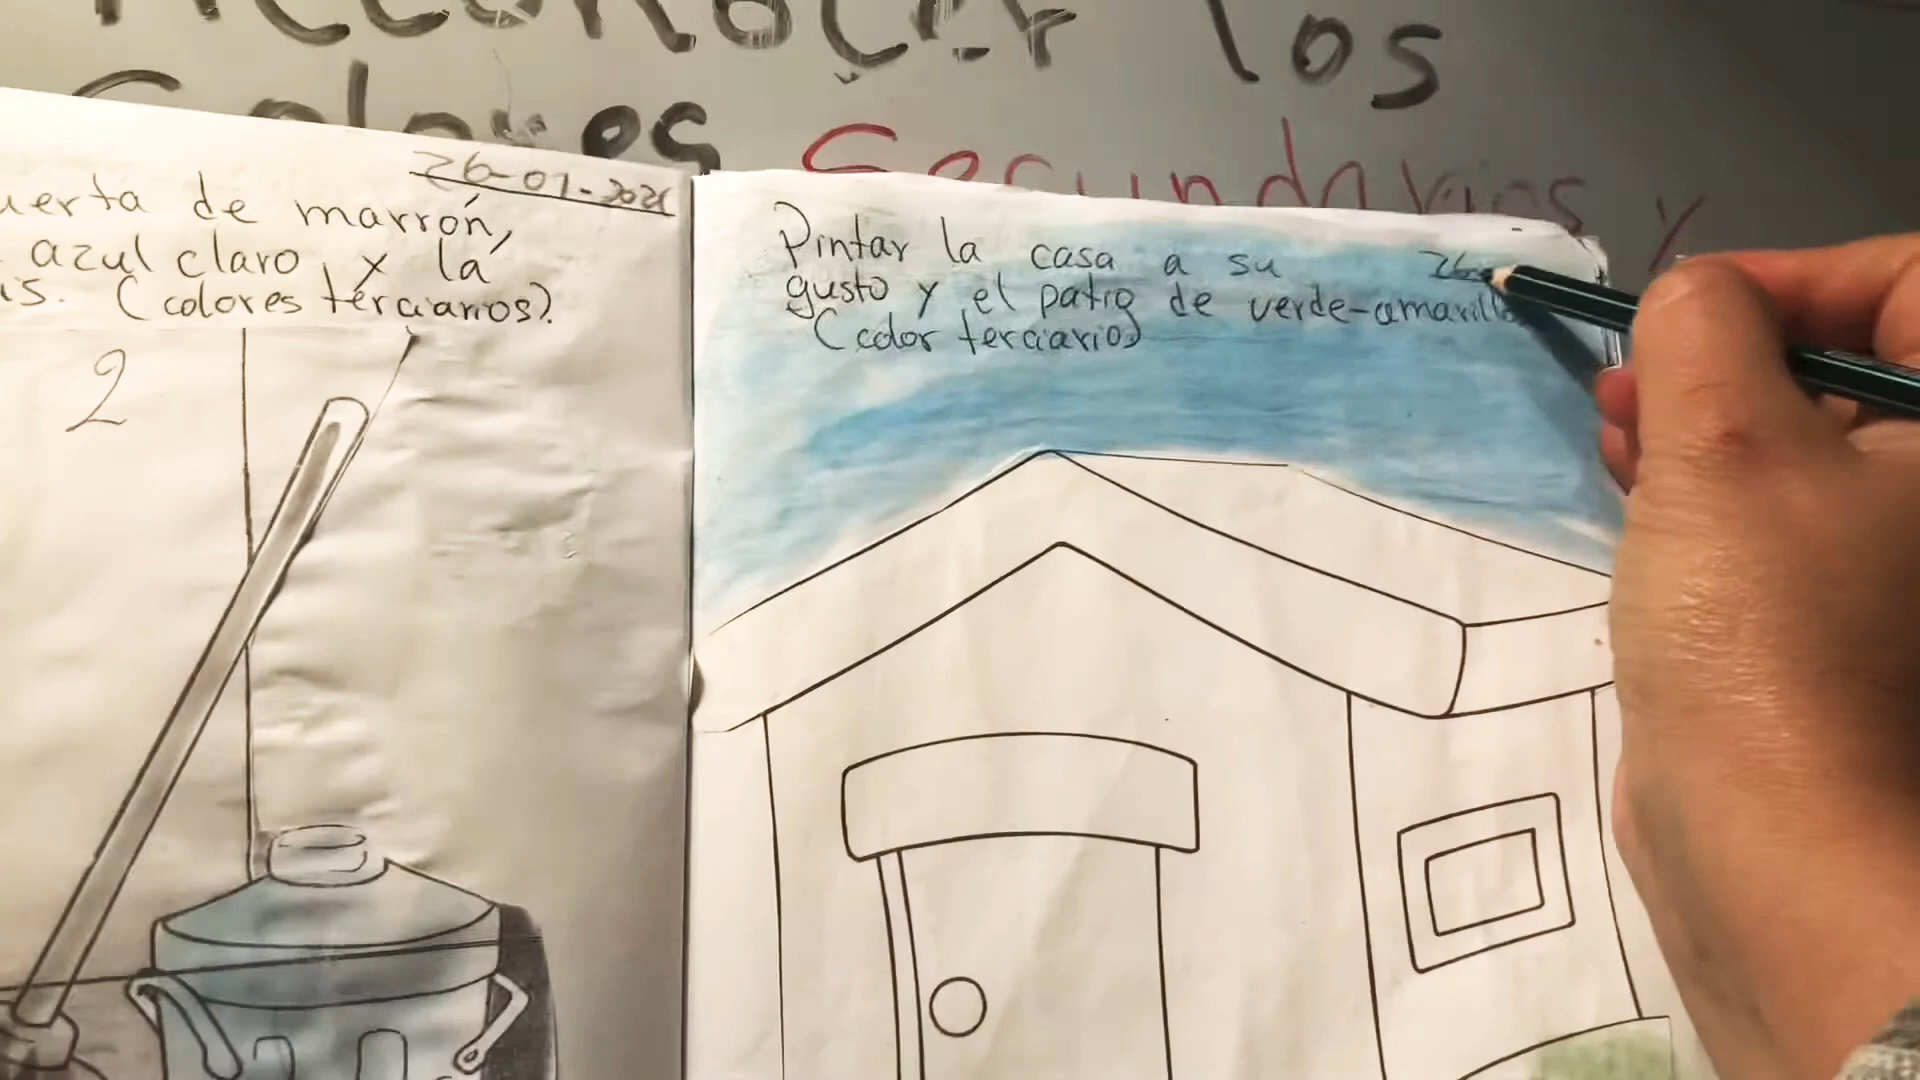 Reconocer los
Colores Secundarios y
26-01-2021
uerta de marrón,
azul claro y la
is. (colores terciarios).
2
Pintar la casa a su
gusto y el patio de verde-amarillo
(color terciario)
26